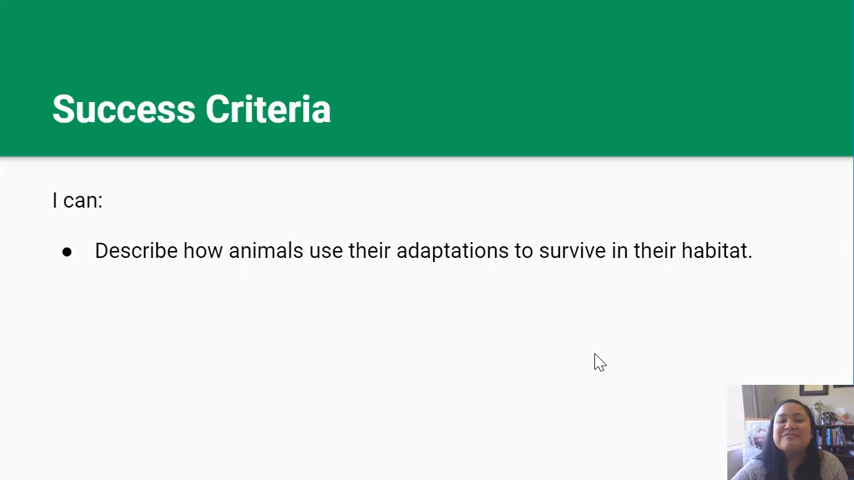 Success Criteria
I can:
● Describe how animals use their adaptations to survive in their habitat.